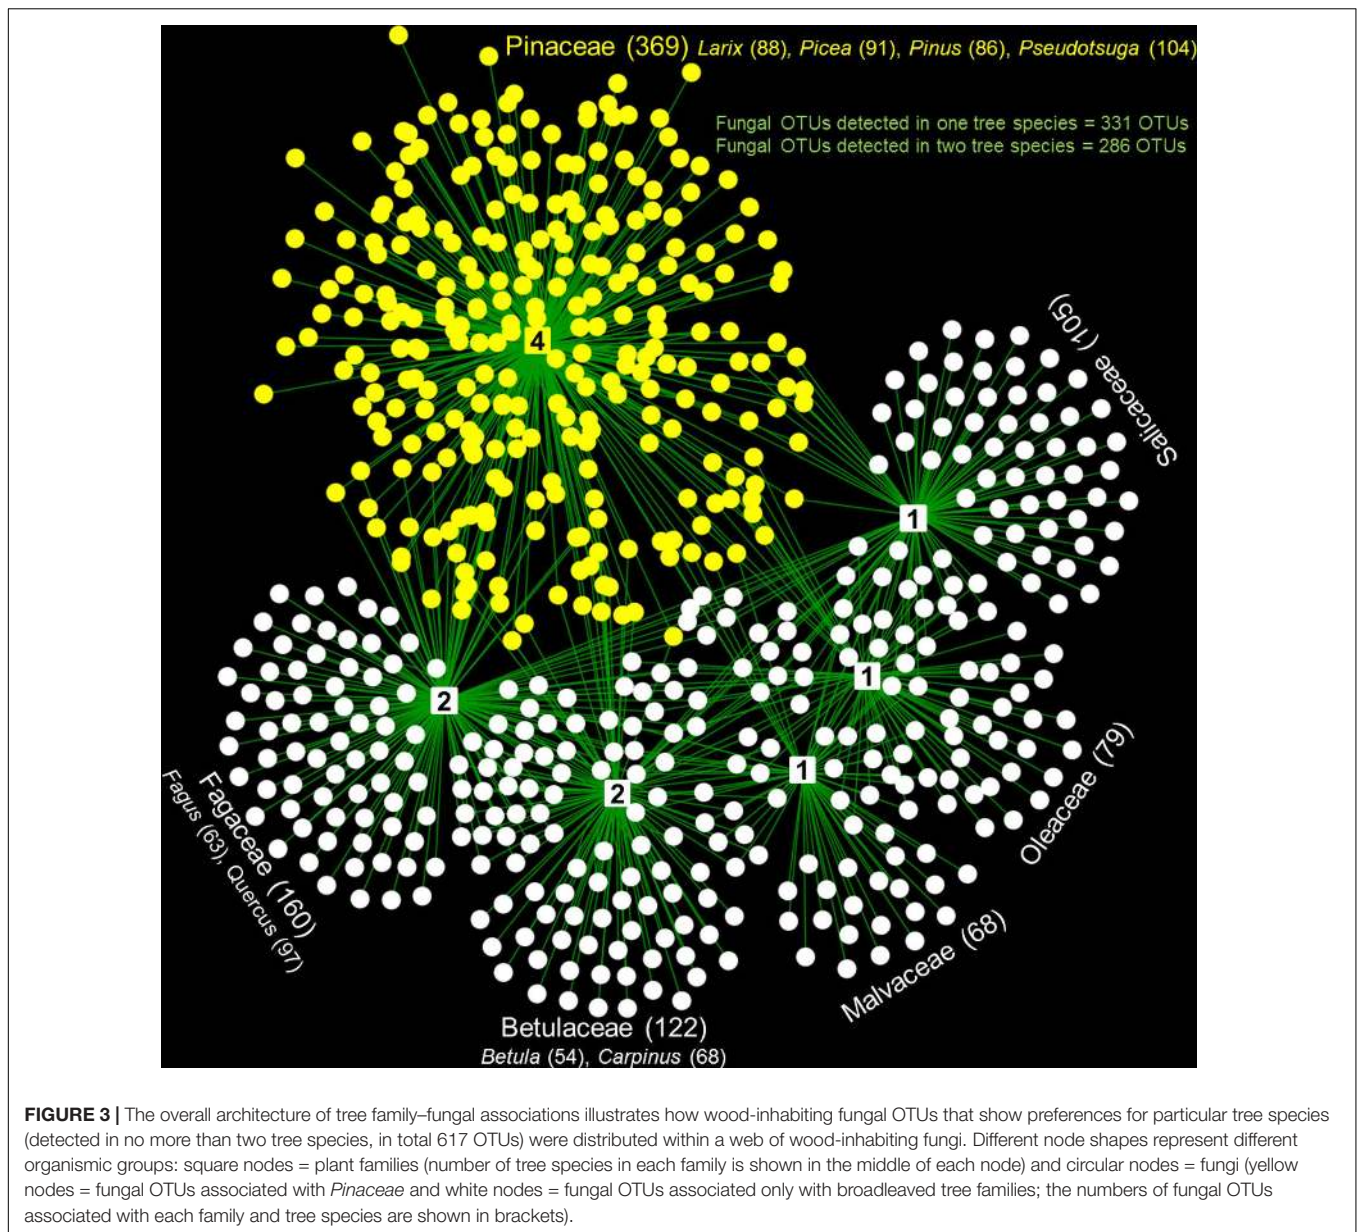 Pinaceae (369) Larix (88), Picea (91), Pinus (86), Pseudotsuga (104)
Fungal OTUs detected in one tree species = 331 OTUs
Fungal OTUs detected in two tree species = 286 OTUs
4
Salicaceae (105)
1
1
2
1
2
Oleaceae (79)
Fagaceae (160)
Fagus (63), Quercus (97)
Malvaceae (68)
Betulaceae (122)
Betula (54), Carpinus (68)
FIGURE 3 | The overall architecture of tree family–fungal associations illustrates how wood-inhabiting fungal OTUs that show preferences for particular tree species
(detected in no more than two tree species, in total 617 OTUs) were distributed within a web of wood-inhabiting fungi. Different node shapes represent different
organismic groups: square nodes = plant families (number of tree species in each family is shown in the middle of each node) and circular nodes = fungi (yellow
nodes = fungal OTUs associated with Pinaceae and white nodes = fungal OTUs associated only with broadleaved tree families; the numbers of fungal OTUs
associated with each family and tree species are shown in brackets).